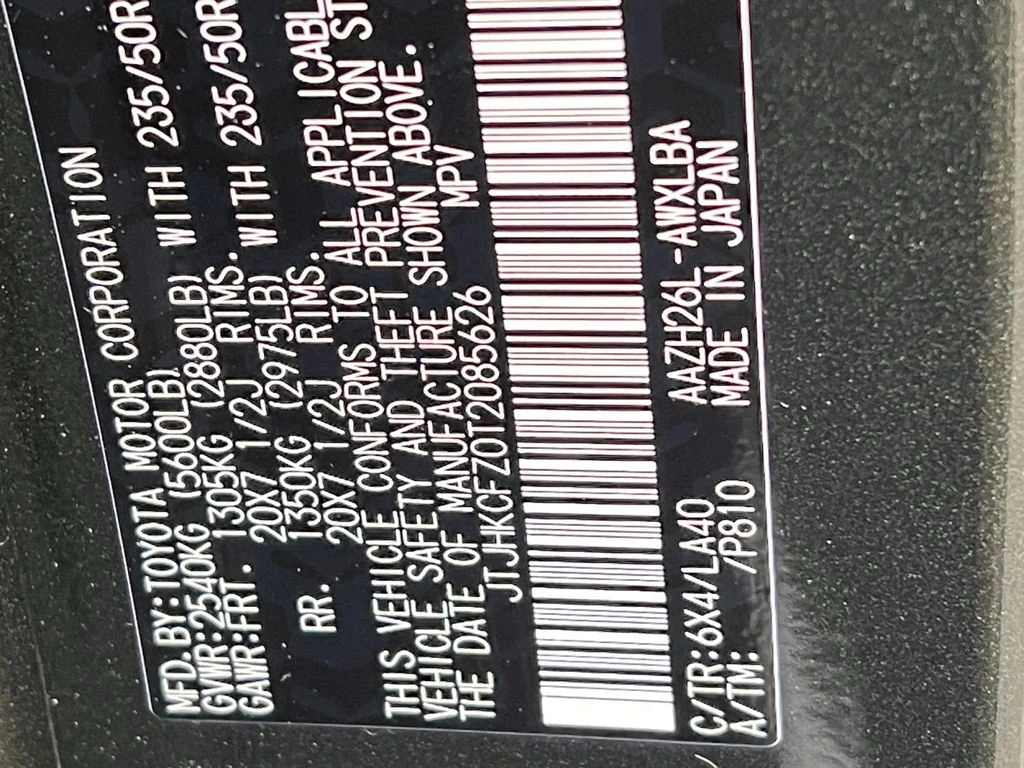 MFD.BY:TOYOTA MOTOR CORPORATION
GVWR:2540KG (5600LB)
GAWR:FRT. 1305KG (2880LB) WITH 235/50R
20X7 1/2J RIMS.
RR. 1350KG (2975LB) WITH 235/50R
20X7 1/2J RIMS.
THIS VEHICLE CONFORMS TO ALL APPLICABL
VEHICLE SAFETY AND THEFT PREVENTION ST
THE DATE OF MANUFACTURE SHOWN ABOVE.
JTJHKCFZ0T2085626 MPV
C/TR:6X4/LA40 AAZH26L-AWXLBA
A/TM: /P810 MADE IN JAPAN